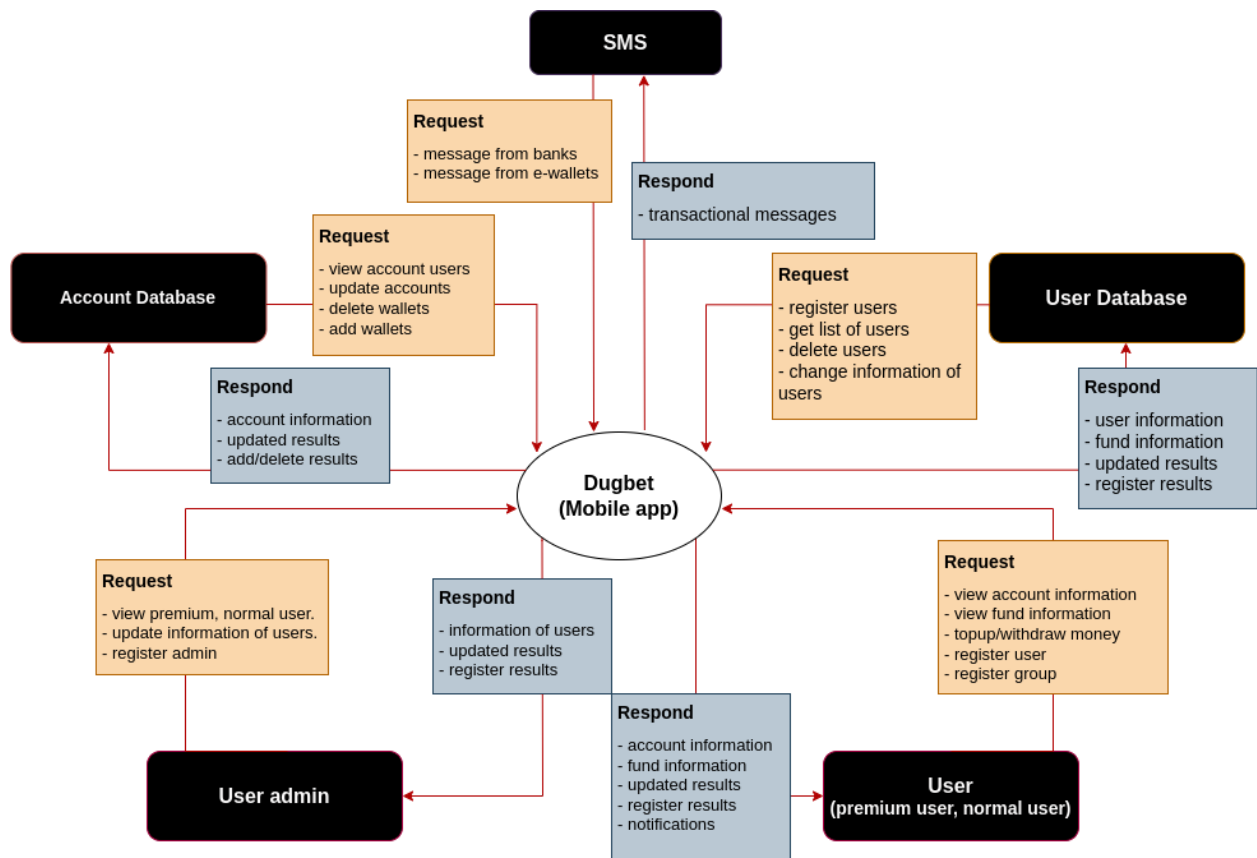 SMS
Request
- message from banks
- message from e-wallets
Respond
- transactional messages
Request
- view account users
- update accounts
- delete wallets
- add wallets
Account Database
Request
- register users
- get list of users
- delete users
- change information of
users
User Database
Respond
- account information
- updated results
- add/delete results
Respond
- user information
- fund information
- updated results
- register results
Dugbet
(Mobile app)
Request
- view premium, normal user.
- update information of users.
- register admin
Respond
- information of users
- updated results
- register results
Request
- view account information
- view fund information
- topup/withdraw money
- register user
- register group
Respond
- account information
- fund information
- updated results
- register results
- notifications
User admin
User
(premium user, normal user)